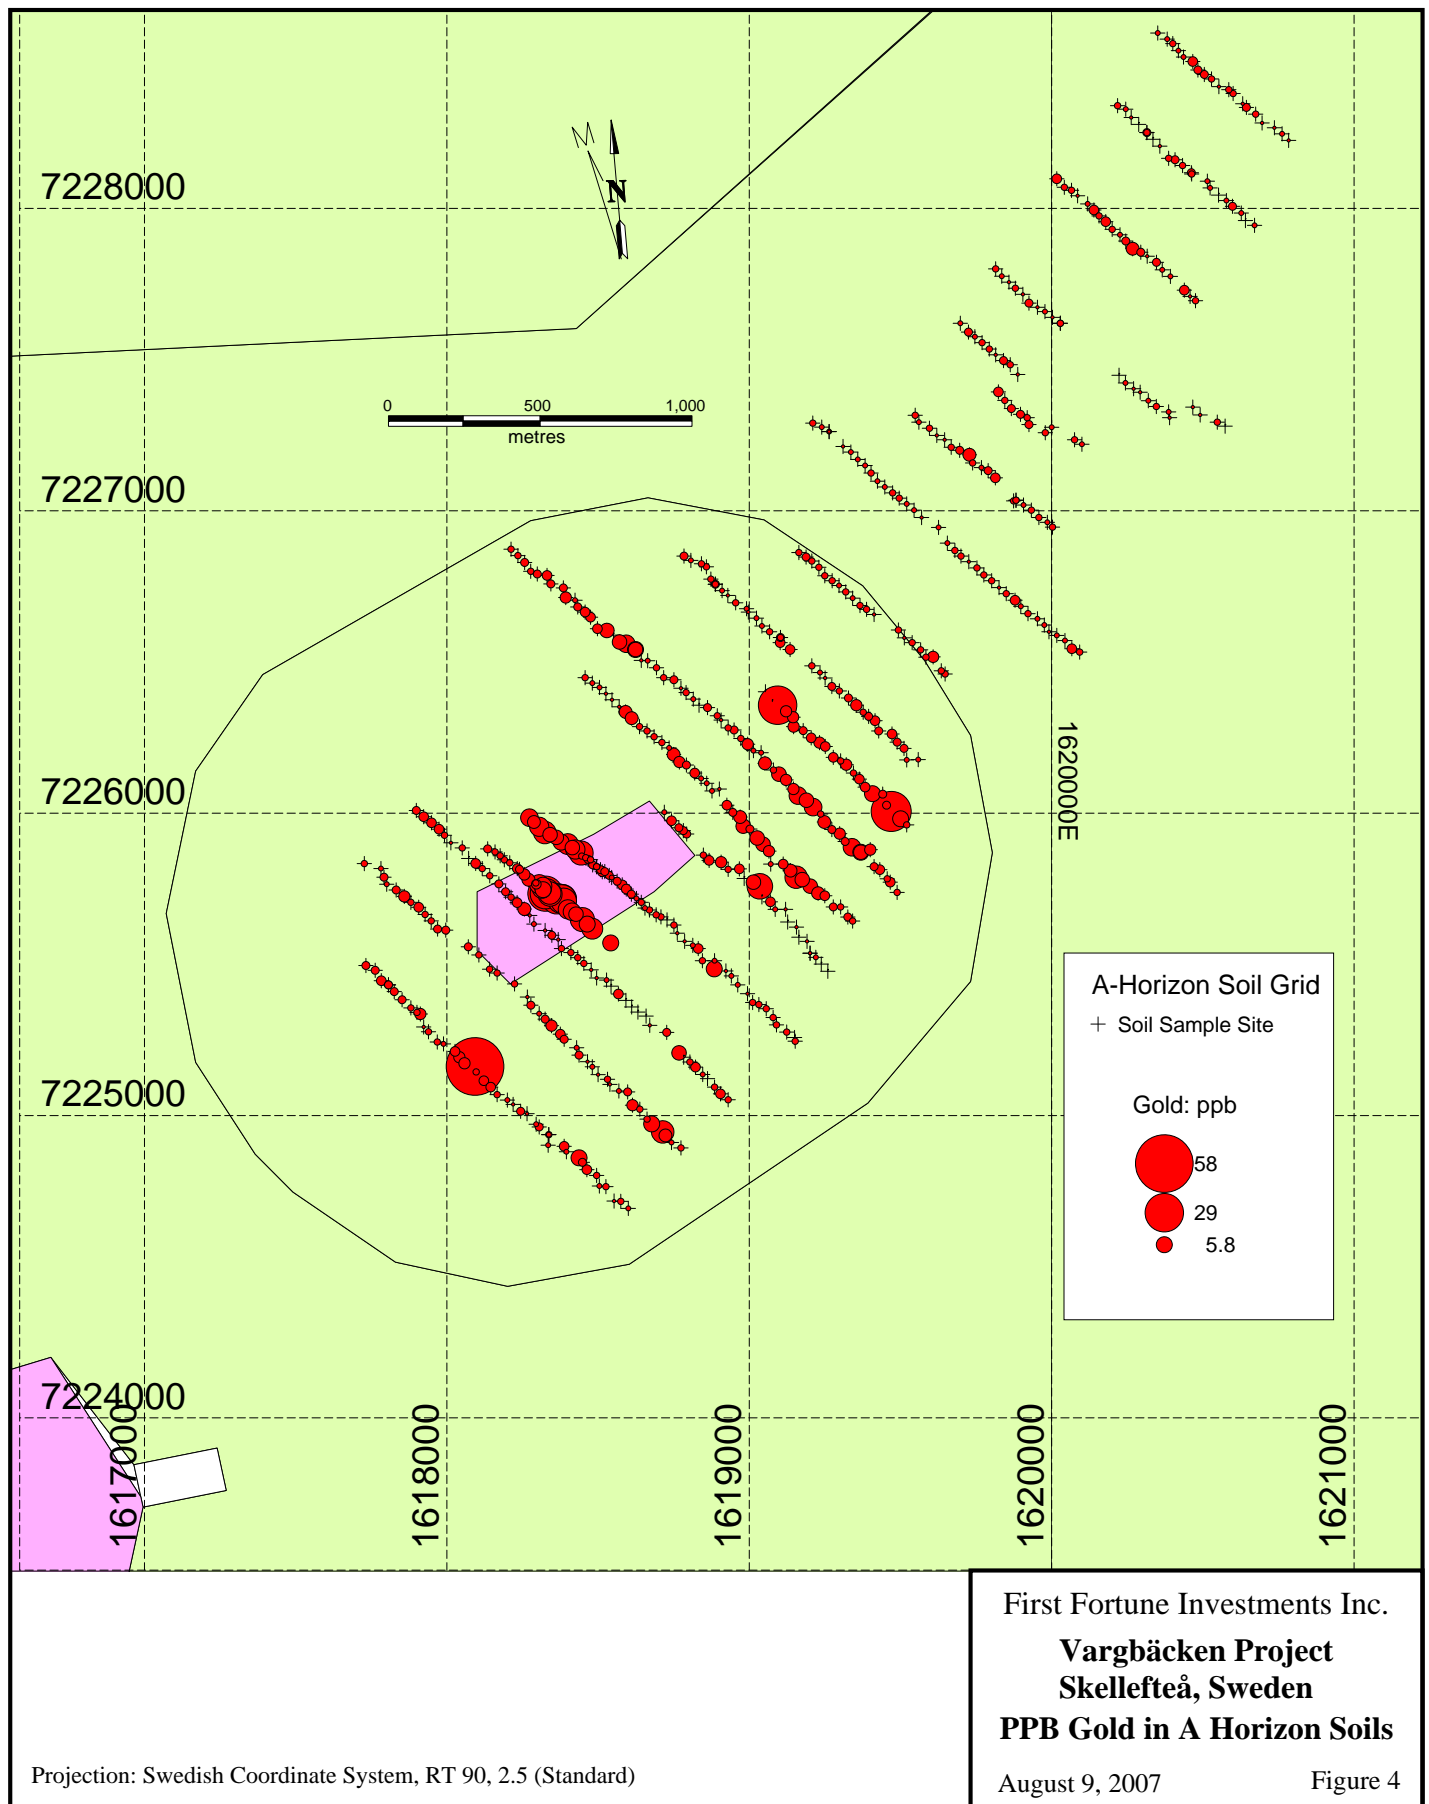 N
7228000
0 500 1,000
metres
7227000
7226000
1620000E
7225000
7224000
1617000
1618000
1619000
1620000
1621000
A-Horizon Soil Grid
Soil Sample Site
Gold: ppb
58
29
5.8
First Fortune Investments Inc.
Vargbäcken Project
Skellefteå, Sweden
PPB Gold in A Horizon Soils
Projection: Swedish Coordinate System, RT 90, 2.5 (Standard)
August 9, 2007 Figure 4